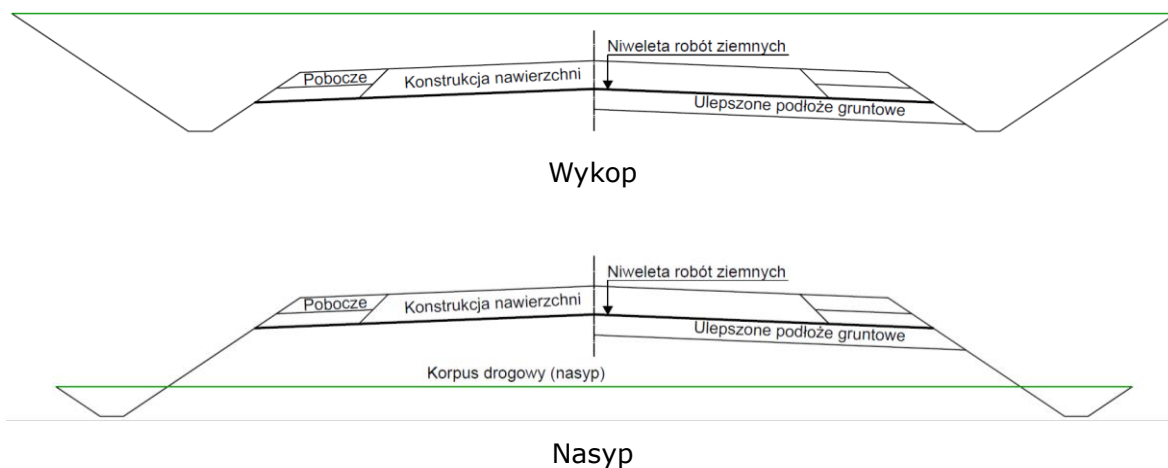 Niweleta robót ziemnych
Pobocze
Konstrukcja nawierzchni
Ulepszone podłoże gruntowe
Wykop
Niweleta robót ziemnych
Pobocze
Konstrukcja nawierzchni
Ulepszone podłoże gruntowe
Korpus drogowy (nasyp)
Nasyp